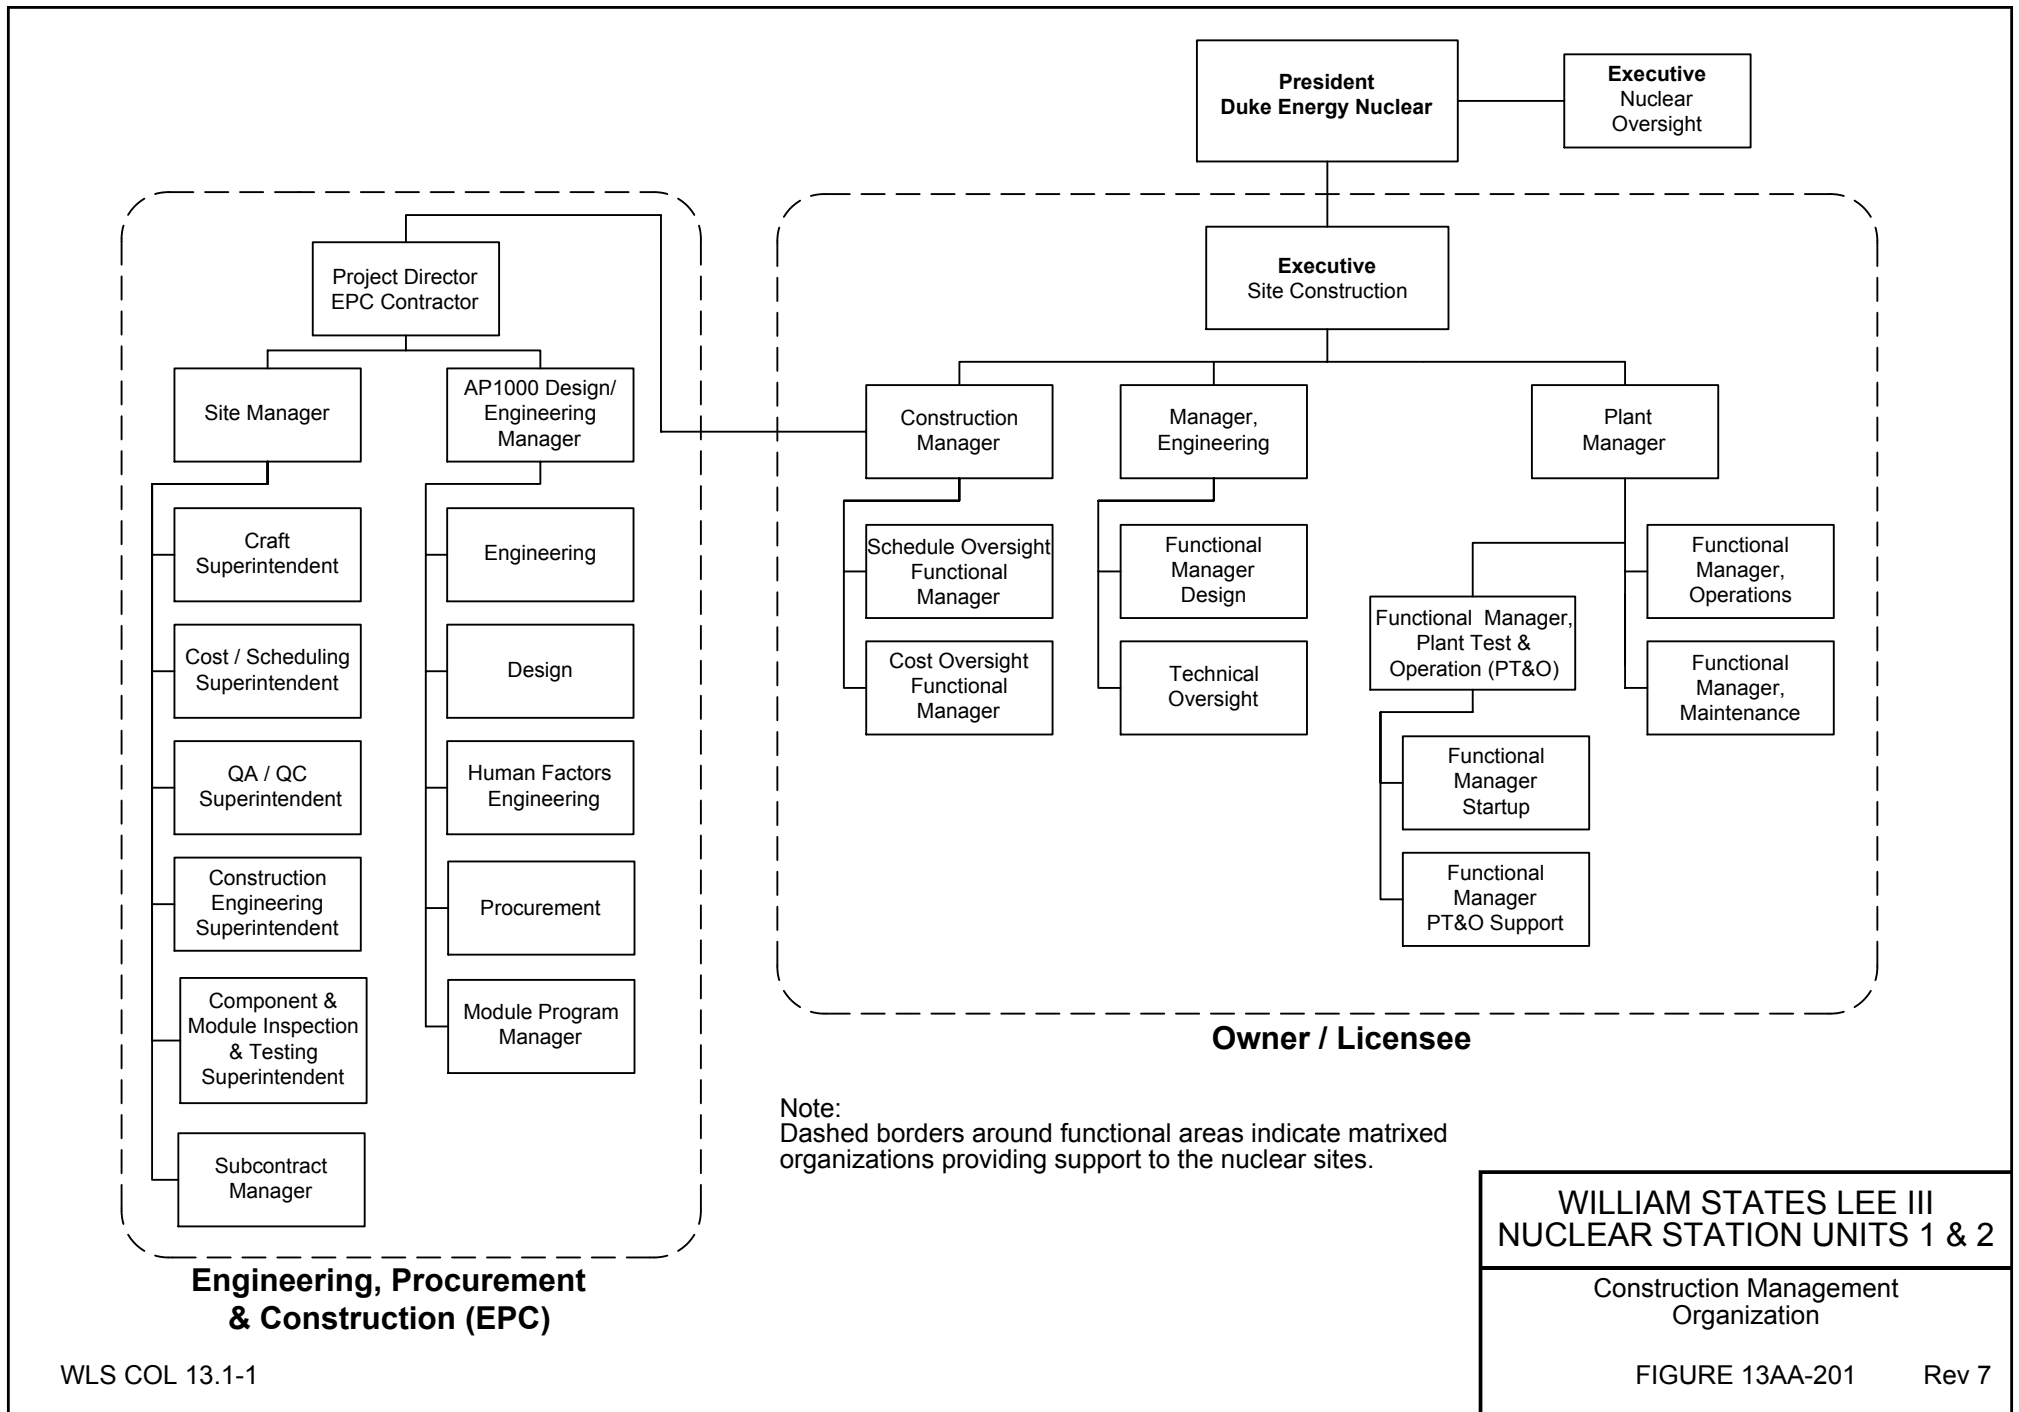 President
Duke Energy Nuclear
Executive
Nuclear
Oversight
Project Director
EPC Contractor
Executive
Site Construction
Site Manager
AP1000 Design/
Engineering
Manager
Construction
Manager
Manager,
Engineering
Plant
Manager
Craft
Superintendent
Cost / Scheduling
Superintendent
QA / QC
Superintendent
Construction
Engineering
Superintendent
Component &
Module Inspection
& Testing
Superintendent
Subcontract
Manager
Engineering
Design
Human Factors
Engineering
Procurement
Module Program
Manager
Schedule Oversight
Functional
Manager
Cost Oversight
Functional
Manager
Functional
Manager
Design
Technical
Oversight
Functional Manager,
Plant Test &
Operation (PT&O)
Functional
Manager
Startup
Functional
Manager
PT&O Support
Functional
Manager,
Operations
Functional
Manager,
Maintenance
Owner / Licensee
Note:
Dashed borders around functional areas indicate matrixed
organizations providing support to the nuclear sites.
Engineering, Procurement
& Construction (EPC)
WILLIAM STATES LEE III
NUCLEAR STATION UNITS 1 & 2
Construction Management
Organization
WLS COL 13.1-1
FIGURE 13AA-201 Rev 7